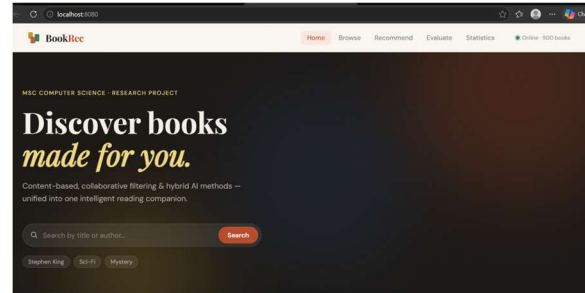 localhost:8080
BookRec
Home Browse Recommend Evaluate Statistics Online · 500 books
MSC COMPUTER SCIENCE · RESEARCH PROJECT
Discover books
made for you.
Content-based, collaborative filtering & hybrid AI methods —
unified into one intelligent reading companion.
Search by title or author...
Search
Stephen King Sci-Fi Mystery